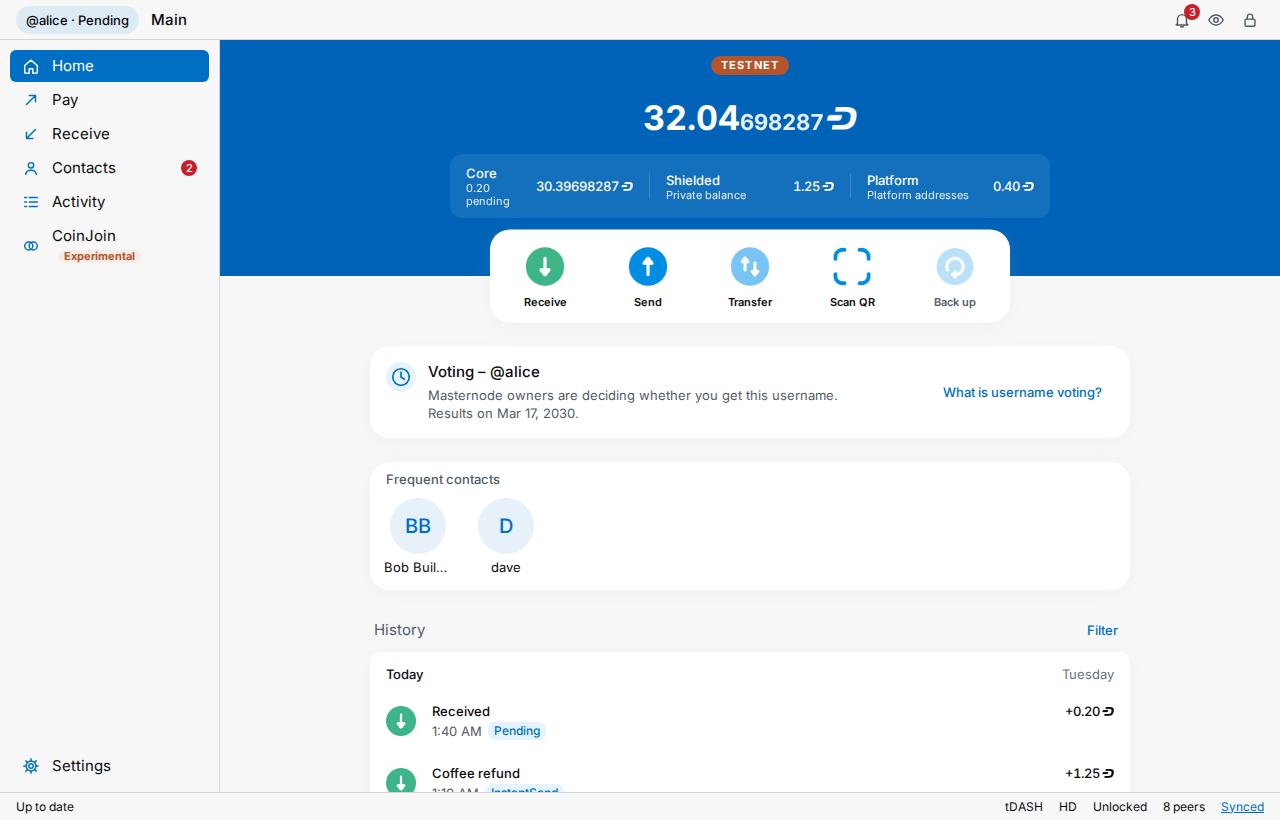 @alice · Pending Main 3
Home
Pay
Receive
Contacts 2
Activity
CoinJoin
Experimental
Settings
TESTNET
32.04698287
Core
0.20
pending
30.39698287
Shielded
Private balance
1.25
Platform
Platform addresses
0.40
Receive Send Transfer Scan QR Back up
Voting – @alice
Masternode owners are deciding whether you get this username.
Results on Mar 17, 2030.
What is username voting?
Frequent contacts
BB D
Bob Buil... dave
History Filter
Today Tuesday
Received +0.20
1:40 AM Pending
Coffee refund +1.25
1:10 AM InstantSend
Up to date tDASH HD Unlocked 8 peers Synced